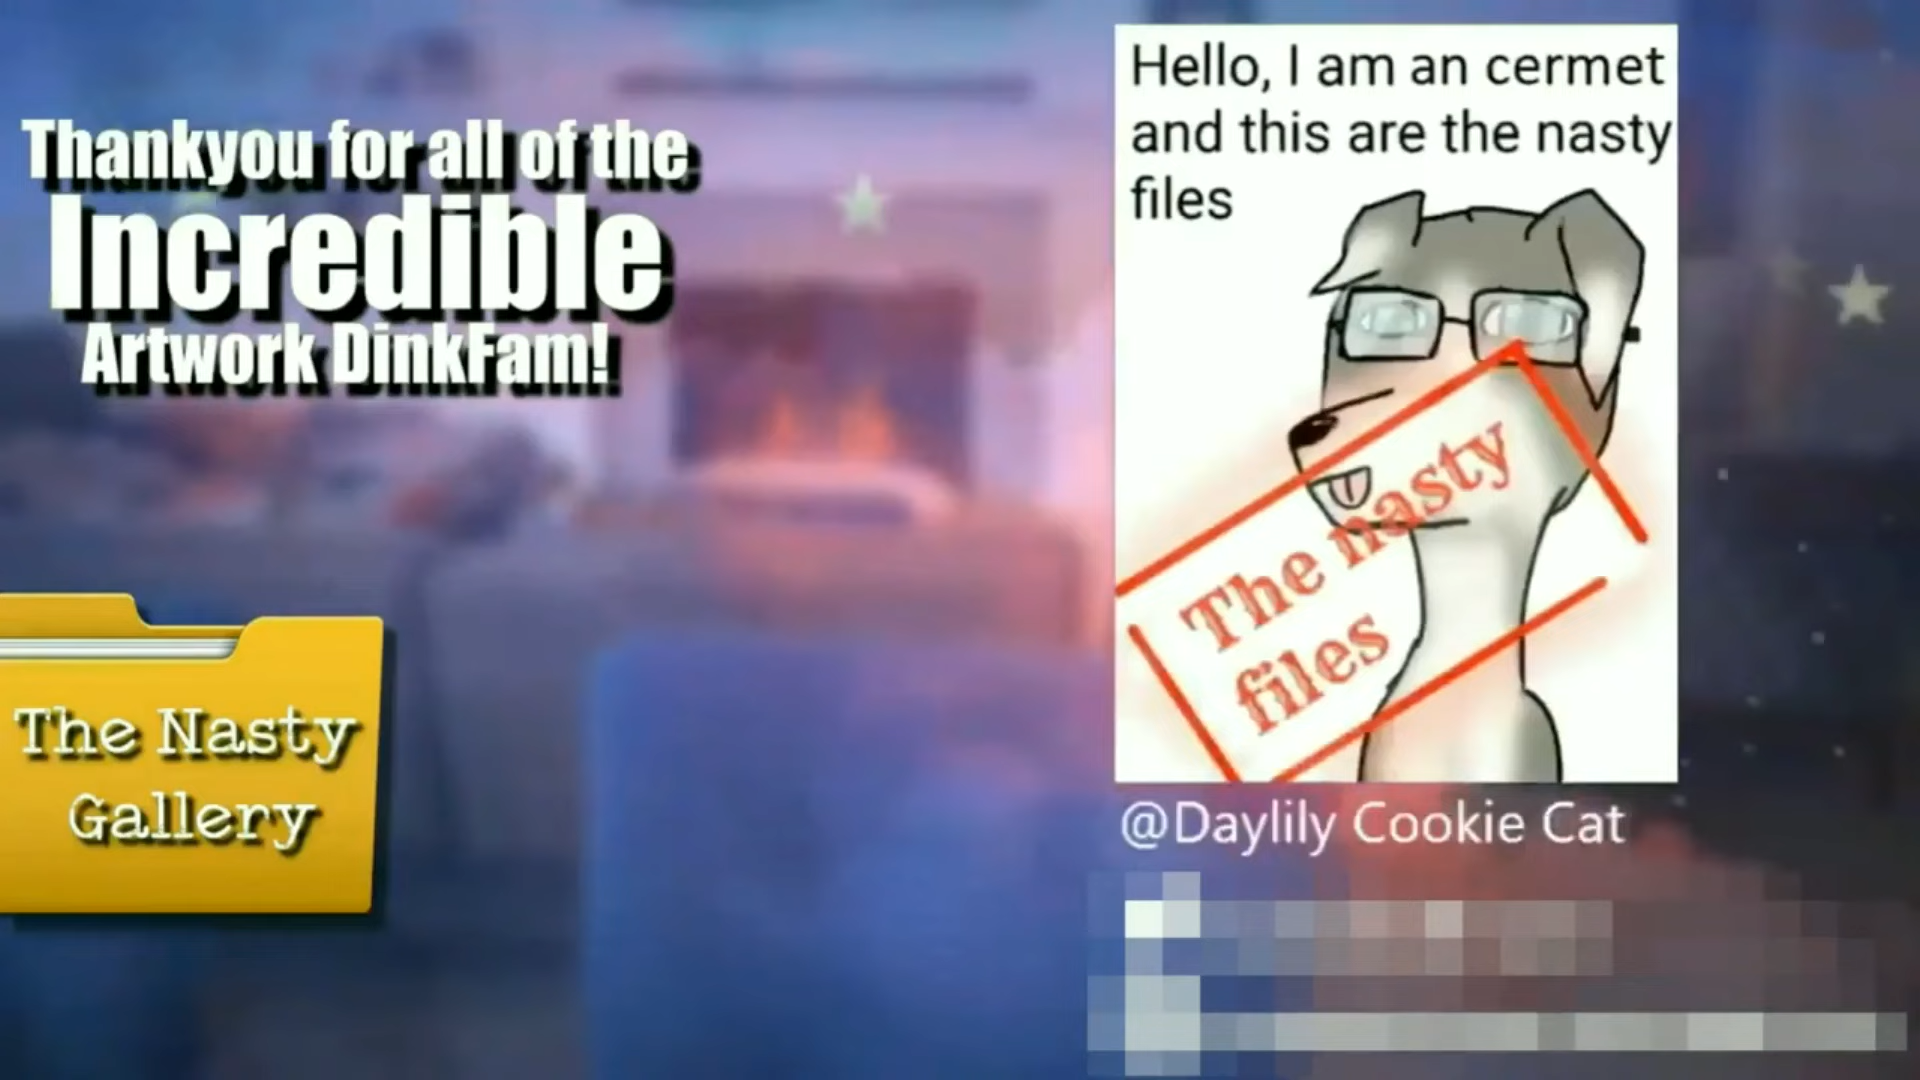 Thankyou for all of the
Incredible
Artwork DinkFam!
The Nasty
Gallery
Hello, I am an cermet
and this are the nasty
files
The nasty
files
@Daylily Cookie Cat